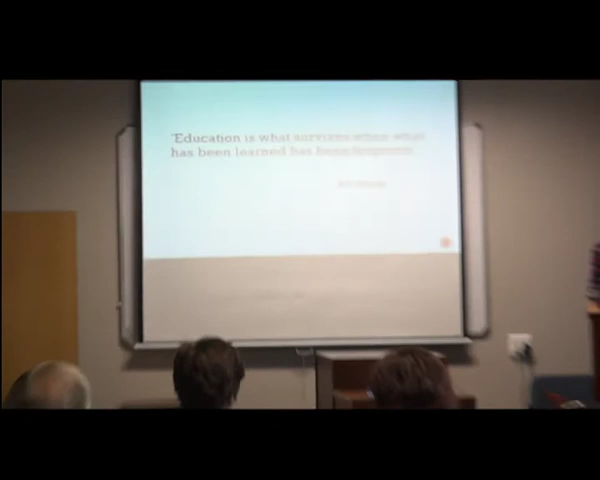 'Education is what survives when what
has been learned has been forgotten.